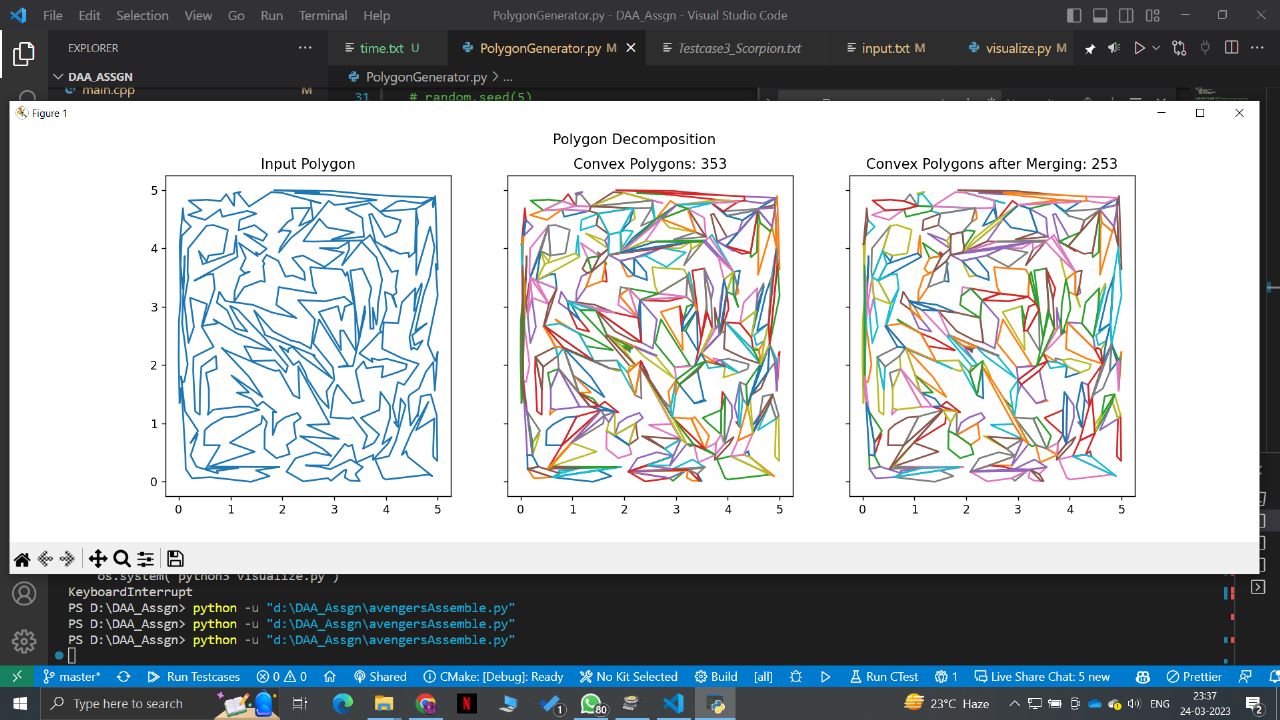 File Edit Selection View Go Run Terminal Help PolygonGenerator.py - DAA_Assgn - Visual Studio Code
EXPLORER
time.txt U PolygonGenerator.py M Testcase3_Scorpion.txt input.txt M visualize.py M
DAA_ASSGN
PolygonGenerator.py > ...
main.cpp M
31 # random.seed(5)
Figure 1
Polygon Decomposition
Input Polygon Convex Polygons: 353 Convex Polygons after Merging: 253
5
4
3
2
1
0
0 1 2 3 4 5 0 1 2 3 4 5 0 1 2 3 4 5
os.system( python3 visualize.py )
KeyboardInterrupt
PS D:\DAA_Assgn> python -u "d:\DAA_Assgn\avengersAssemble.py"
PS D:\DAA_Assgn> python -u "d:\DAA_Assgn\avengersAssemble.py"
PS D:\DAA_Assgn> python -u "d:\DAA_Assgn\avengersAssemble.py"
master* Run Testcases 0 0 Shared CMake: [Debug]: Ready No Kit Selected Build [all] Run CTest 1 Live Share Chat: 5 new Prettier
Type here to search 1 80 23°C Haze ENG 23:37 2
24-03-2023